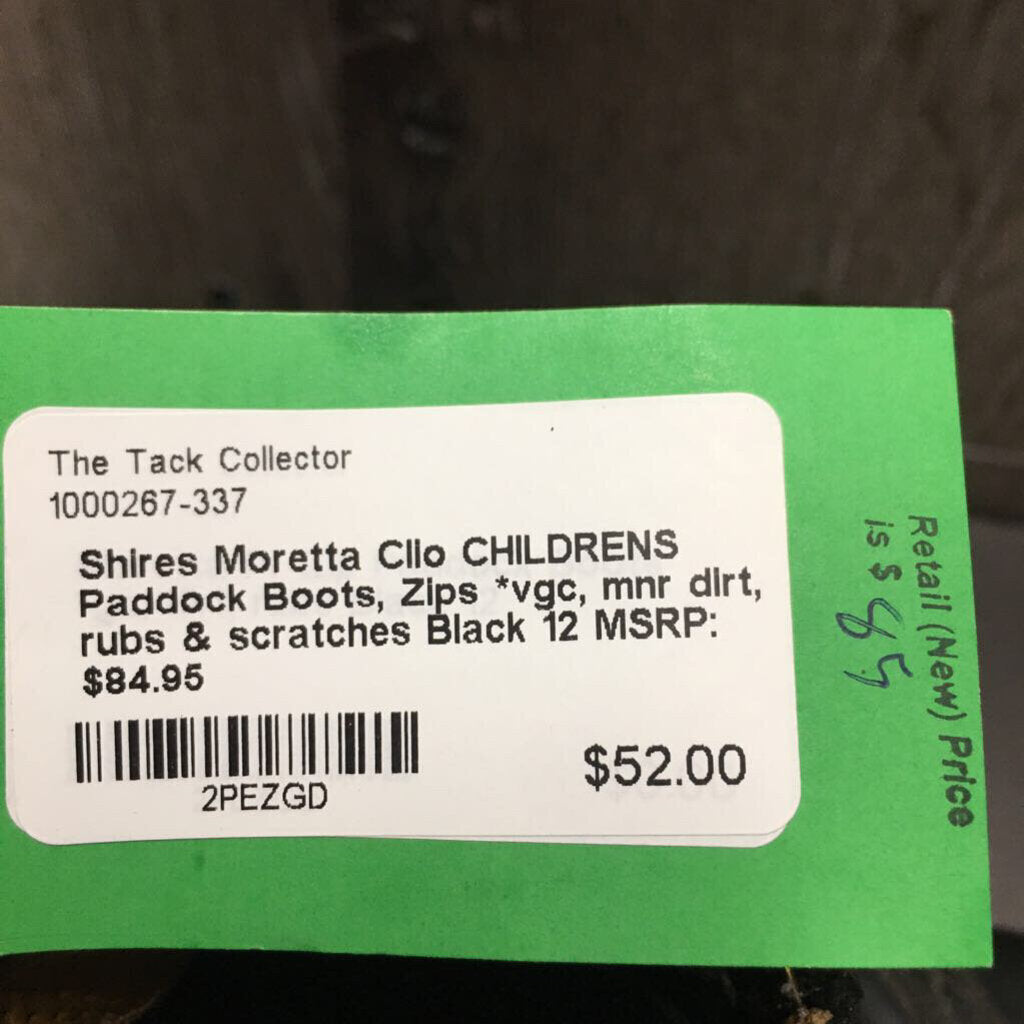 The Tack Collector
1000267-337
Shires Moretta Clio CHILDRENS
Paddock Boots, Zips *vgc, mnr dirt,
rubs & scratches Black 12 MSRP:
$84.95
2PEZGD
$52.00
Retail (New) Price
is $ 85